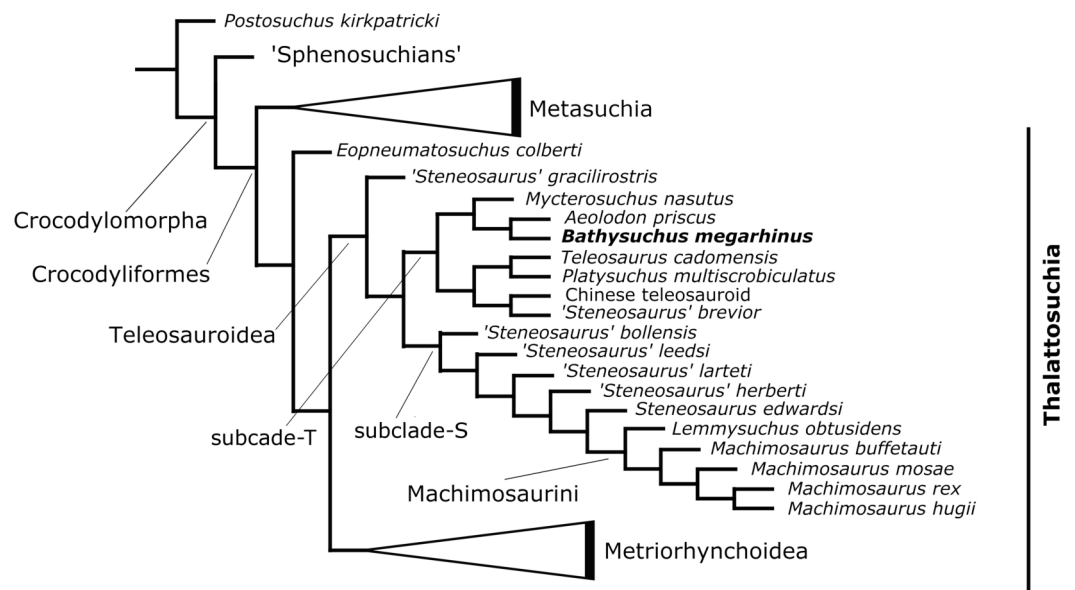 Postosuchus kirkpatricki
'Sphenosuchians'
Metasuchia
Eopneumatosuchus colberti
'Steneosaurus' gracilirostris
Mycterosuchus nasutus
Aeolodon priscus
Crocodylomorpha
Bathysuchus megarhinus
Teleosaurus cadomensis
Crocodyliformes
Platysuchus multiscrobiculatus
Chinese teleosauroid
'Steneosaurus' brevior
Teleosauroidea
'Steneosaurus' bollensis
'Steneosaurus' leedsi
'Steneosaurus' larteti
'Steneosaurus' herberti
Steneosaurus edwardsi
subcade-T
subclade-S
Lemmysuchus obtusidens
Machimosaurus buffetauti
Machimosaurus mosae
Machimosaurini
Machimosaurus rex
Machimosaurus hugii
Metriorhynchoidea
Thalattosuchia